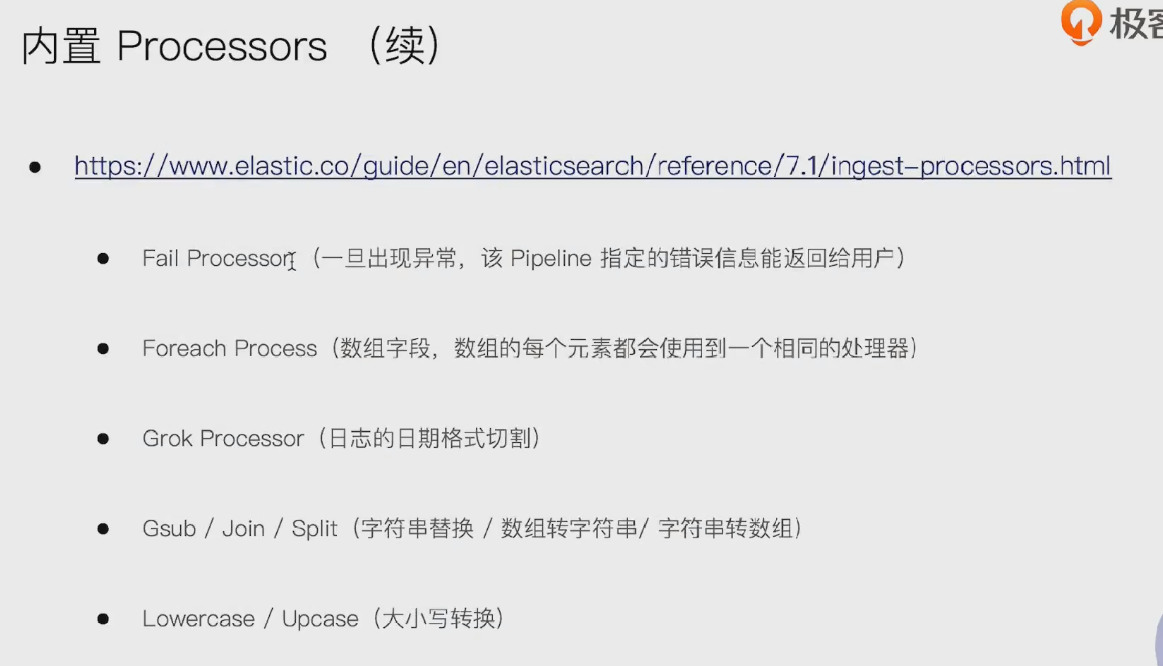 内置 Processors （续）
极客
• https://www.elastic.co/guide/en/elasticsearch/reference/7.1/ingest-processors.html
• Fail Processor（一旦出现异常，该 Pipeline 指定的错误信息能返回给用户）
• Foreach Process（数组字段，数组的每个元素都会使用到一个相同的处理器）
• Grok Processor（日志的日期格式切割）
• Gsub / Join / Split（字符串替换 / 数组转字符串/ 字符串转数组）
• Lowercase / Upcase（大小写转换）